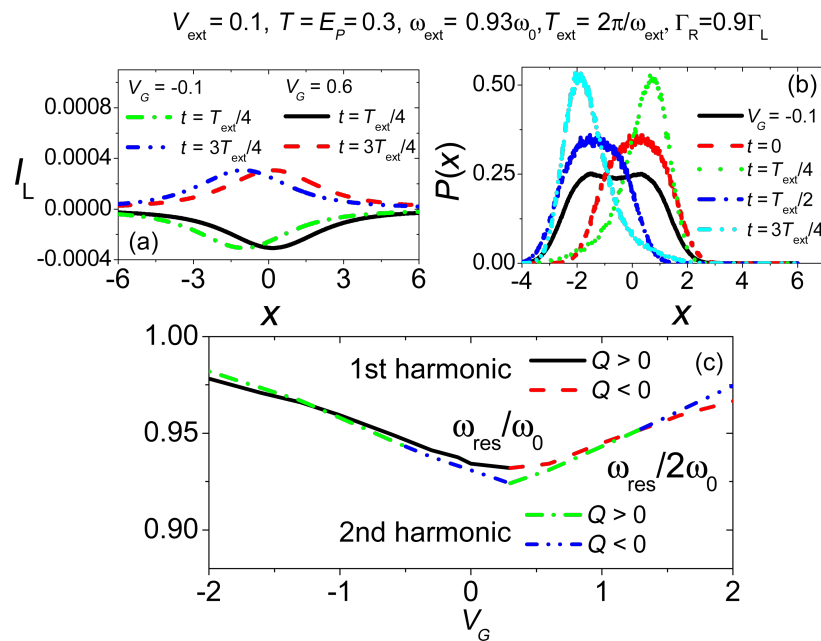 V_ext = 0.1, T = E_P = 0.3, ω_ext = 0.93ω_0, T_ext = 2π/ω_ext, Γ_R = 0.9Γ_L
I_L
0.0008
0.0004
0.0000
-0.0004
V_G = -0.1 V_G = 0.6
t = T_ext/4 t = T_ext/4
t = 3T_ext/4 t = 3T_ext/4
(a)
-6 -3 0 3 6
x
P(x)
0.50
0.25
0.00
(b)
V_G = -0.1
t = 0
t = T_ext/4
t = T_ext/2
t = 3T_ext/4
-4 -2 0 2 4 6
x
1.00
0.95
0.90
(c)
1st harmonic
Q > 0
Q < 0
ω_res/ω_0
ω_res/2ω_0
2nd harmonic
Q > 0
Q < 0
-2 -1 0 1 2
V_G